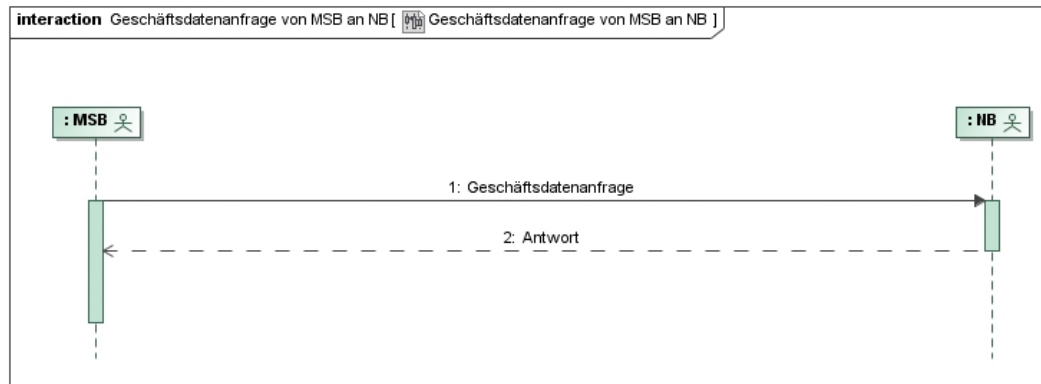 interaction Geschäftsdatenanfrage von MSB an NB [ Geschäftsdatenanfrage von MSB an NB ]
: MSB
: NB
1: Geschäftsdatenanfrage
2: Antwort